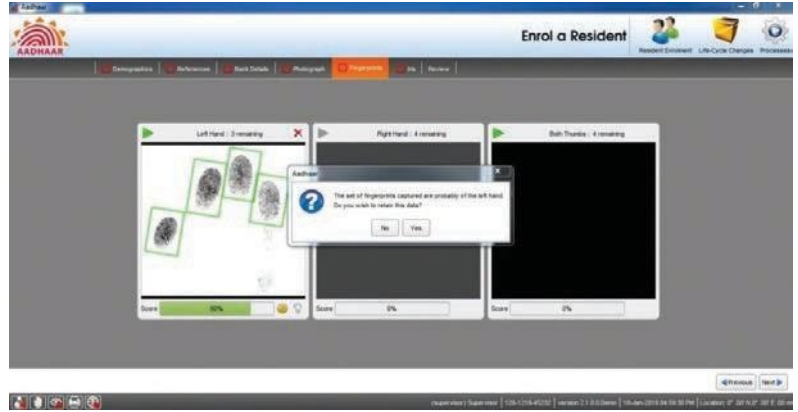 Aadhaar
AADHAAR
Enrol a Resident
Resident Enrolment
Life-Cycle Changes
Processes
Demographics
References
Bank Details
Photograph
Fingerprints
Iris
Review
Left Hand : 3 remaining
Right Hand : 4 remaining
Both Thumbs : 4 remaining
The set of fingerprints captured are probably of the left hand.
Do you wish to retain this data?
No
Yes
Score
80%
Score
0%
Score
0%
Previous
Next
(supervisor) Supervisor